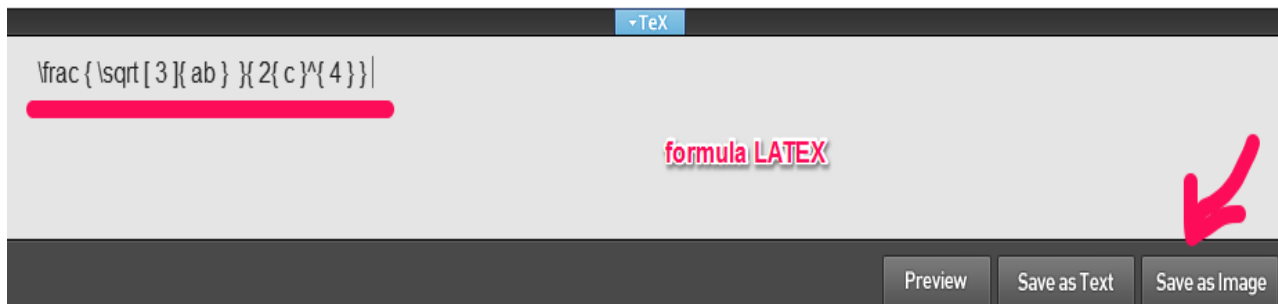 TeX
\frac { \sqrt [ 3 ]{ ab } }{ 2{ c }^{ 4 } }
formula LATEX
Preview Save as Text Save as Image